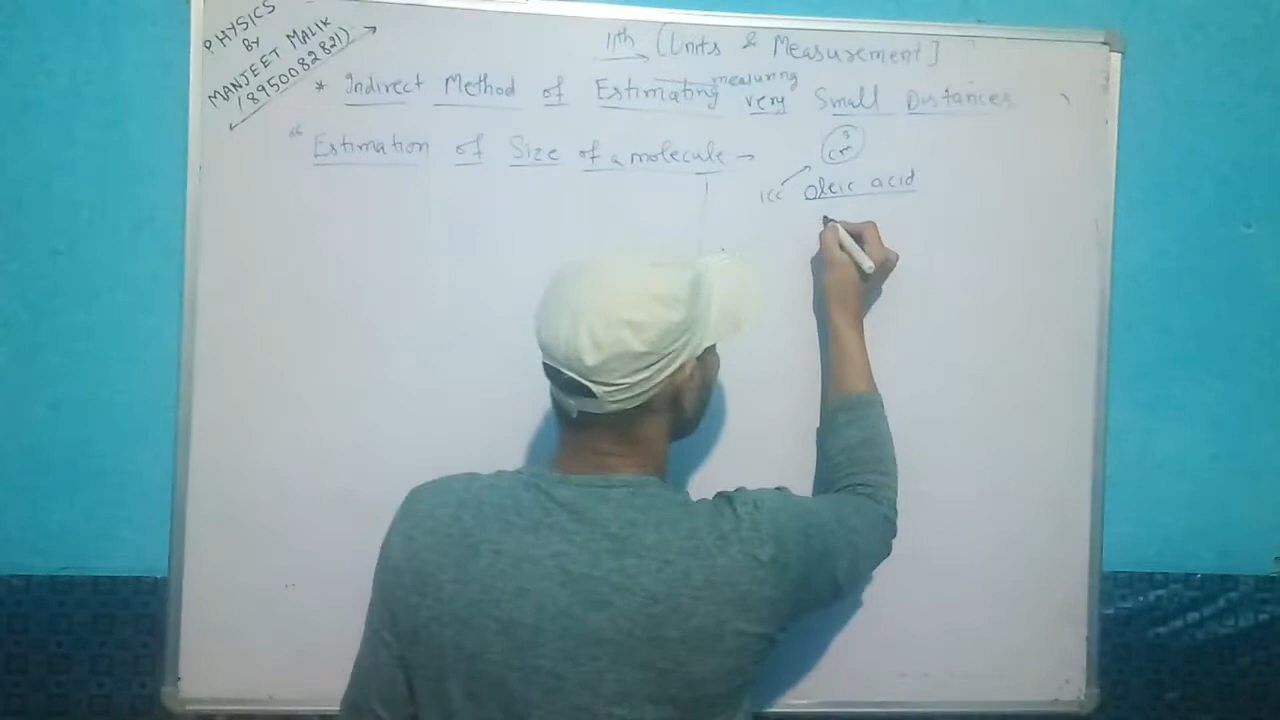 PHYSICS
By
MANJEET MALIK
(8950082821)
11th (Units & Measurement]
* Indirect Method of Estimating measuring very Small Distances
“ Estimation of Size of a molecule →
cm³
1cc Oleic acid